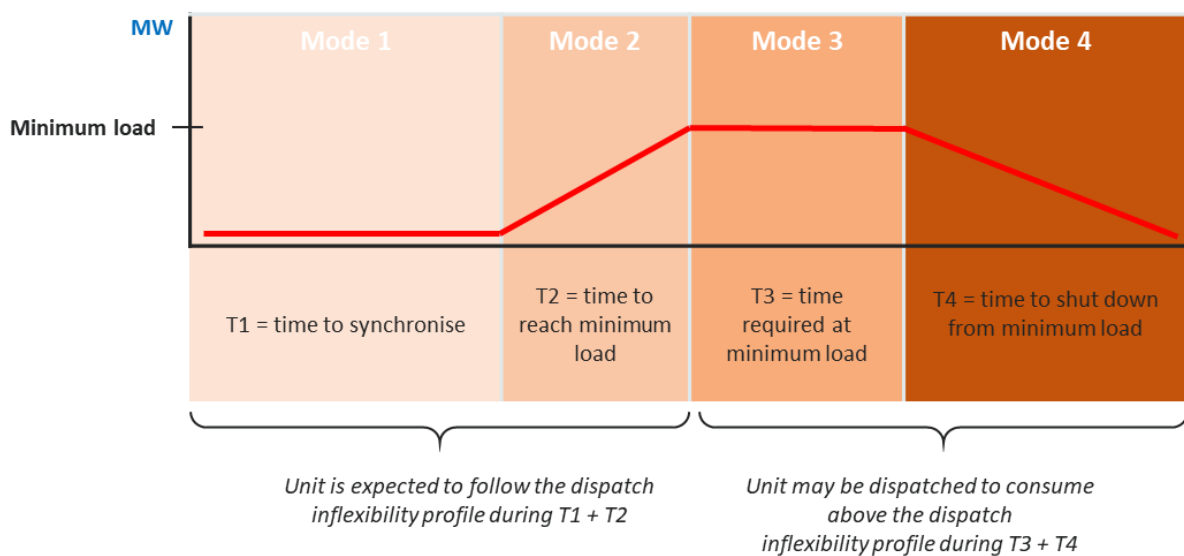 MW
Mode 1
Mode 2
Mode 3
Mode 4
Minimum load
T1 = time to synchronise
T2 = time to
reach minimum
load
T3 = time
required at
minimum load
T4 = time to shut down
from minimum load
Unit is expected to follow the dispatch
inflexibility profile during T1 + T2
Unit may be dispatched to consume
above the dispatch
inflexibility profile during T3 + T4